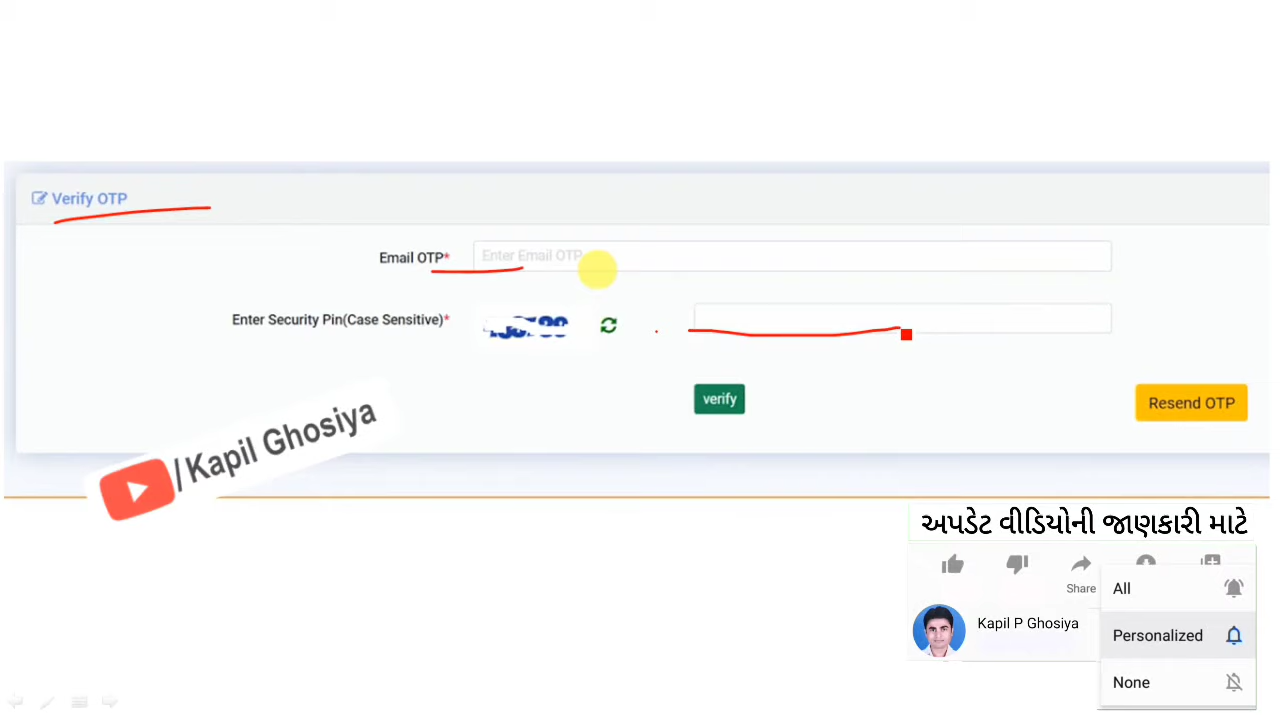 Verify OTP
Email OTP*
Enter Email OTP
Enter Security Pin(Case Sensitive)*
verify
Resend OTP
/Kapil Ghosiya
અપડેટ વીડિયોની જાણકારી માટે
Share
All
Kapil P Ghosiya
Personalized
None